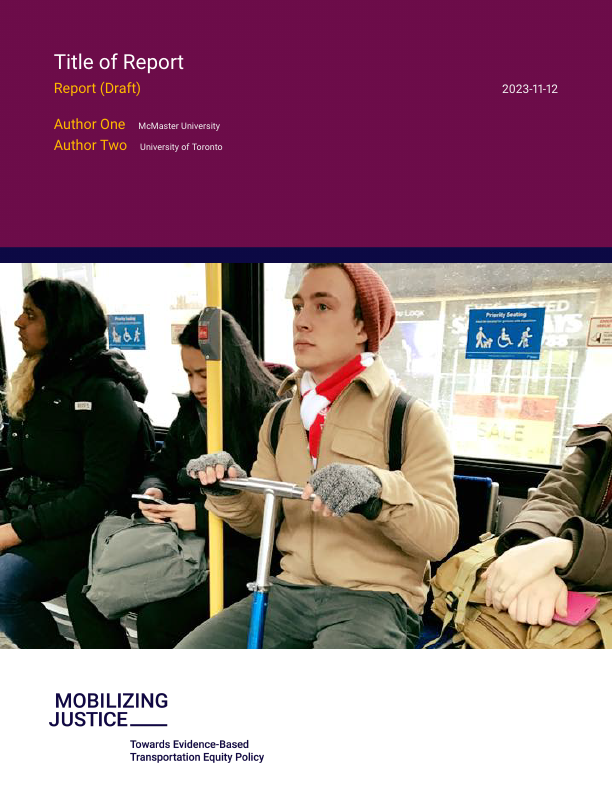 Title of Report
Report (Draft)
2023-11-12
Author One McMaster University
Author Two University of Toronto
Priority Seating
Priority Seating
MOBILIZING
JUSTICE
Towards Evidence-Based
Transportation Equity Policy